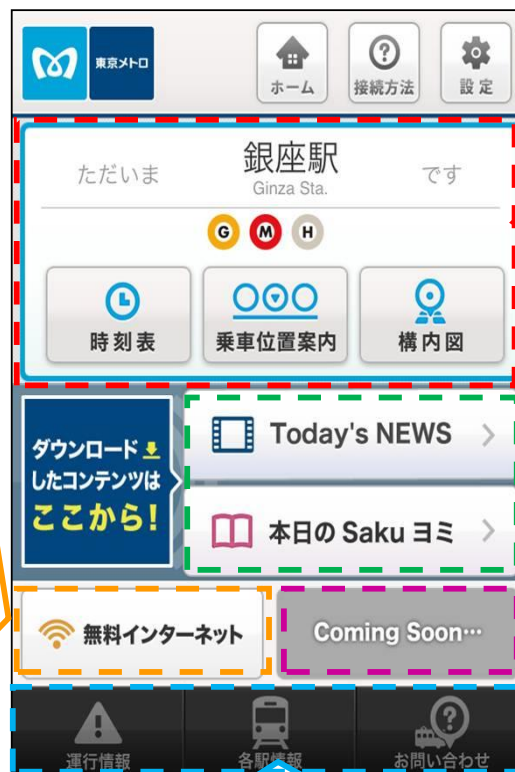 東京メトロ
ホーム
接続方法
設定
ただいま 銀座駅 です
Ginza Sta.
G M H
時刻表
乗車位置案内
構内図
ダウンロード
したコンテンツは
ここから!
Today's NEWS
本日の Saku ヨミ
無料インターネット
Coming Soon…
運行情報
各駅情報
お問い合わせ